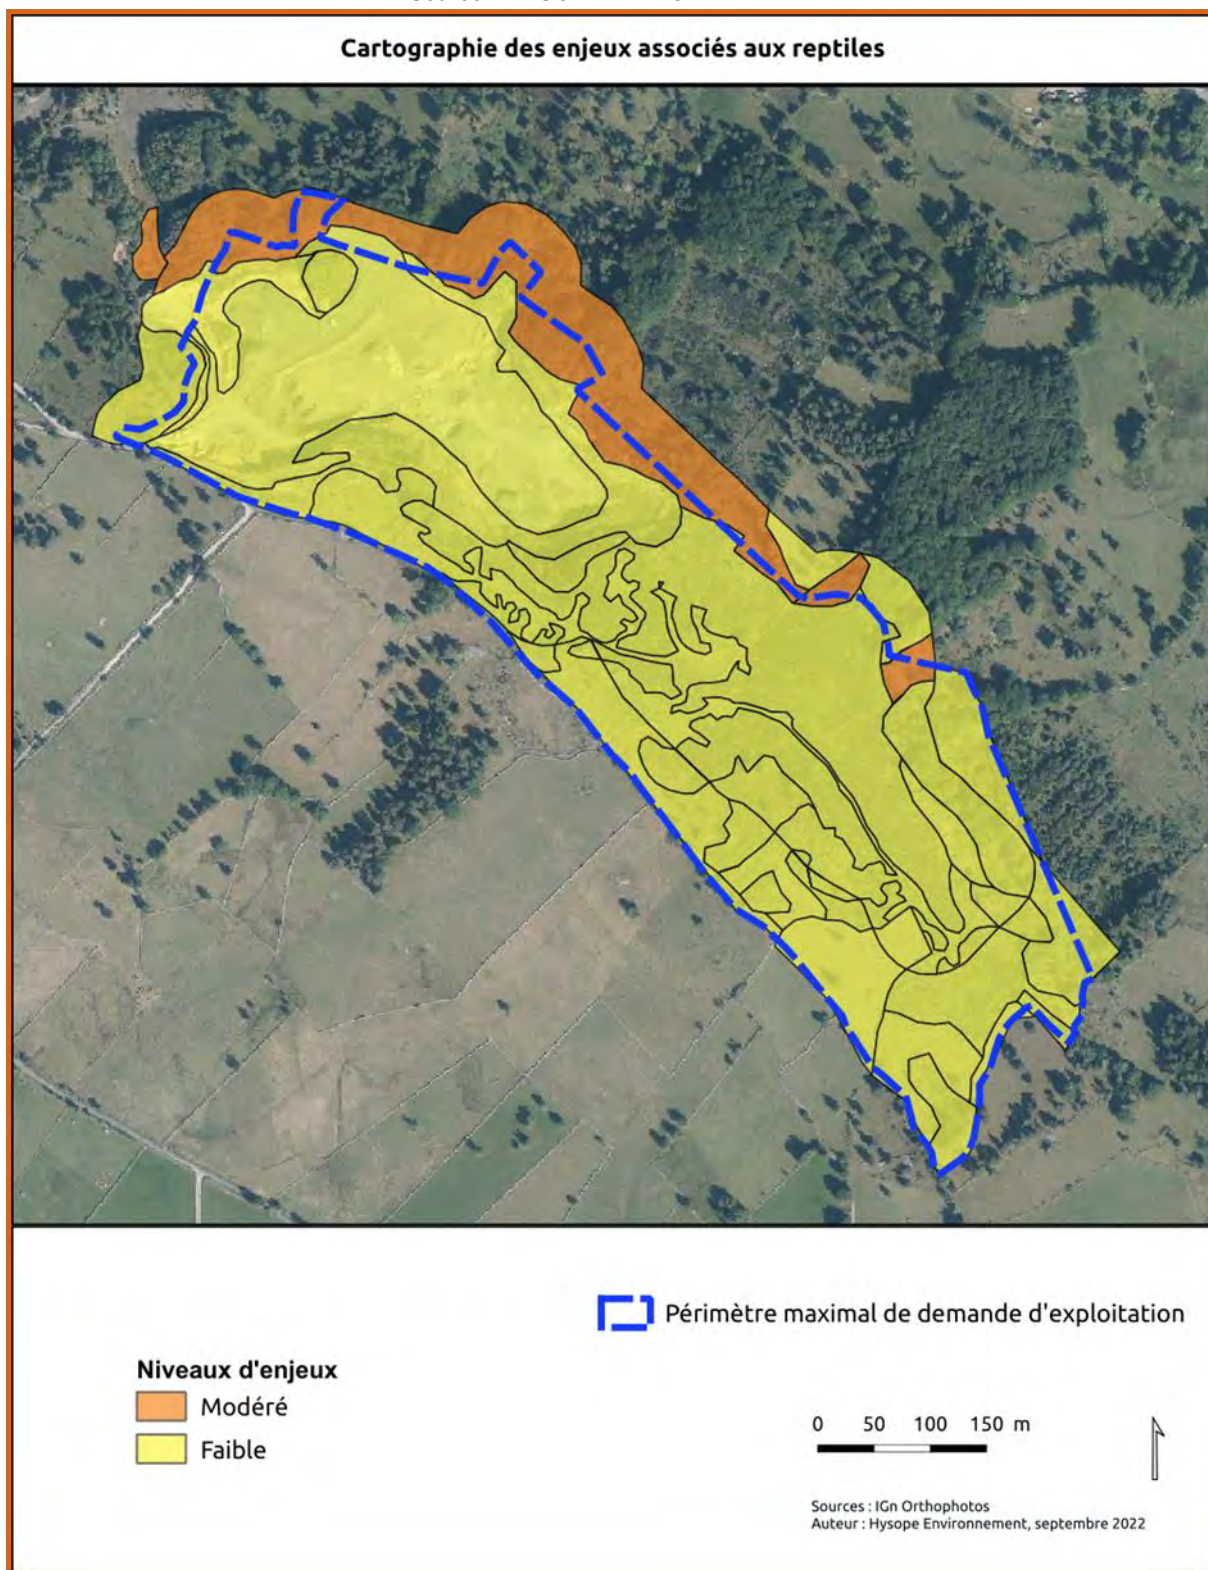 Cartographie des enjeux associés aux reptiles
Périmètre maximal de demande d'exploitation
Niveaux d'enjeux
Modéré
Faible
0 50 100 150 m
Sources : IGn Orthophotos
Auteur : Hysope Environnement, septembre 2022